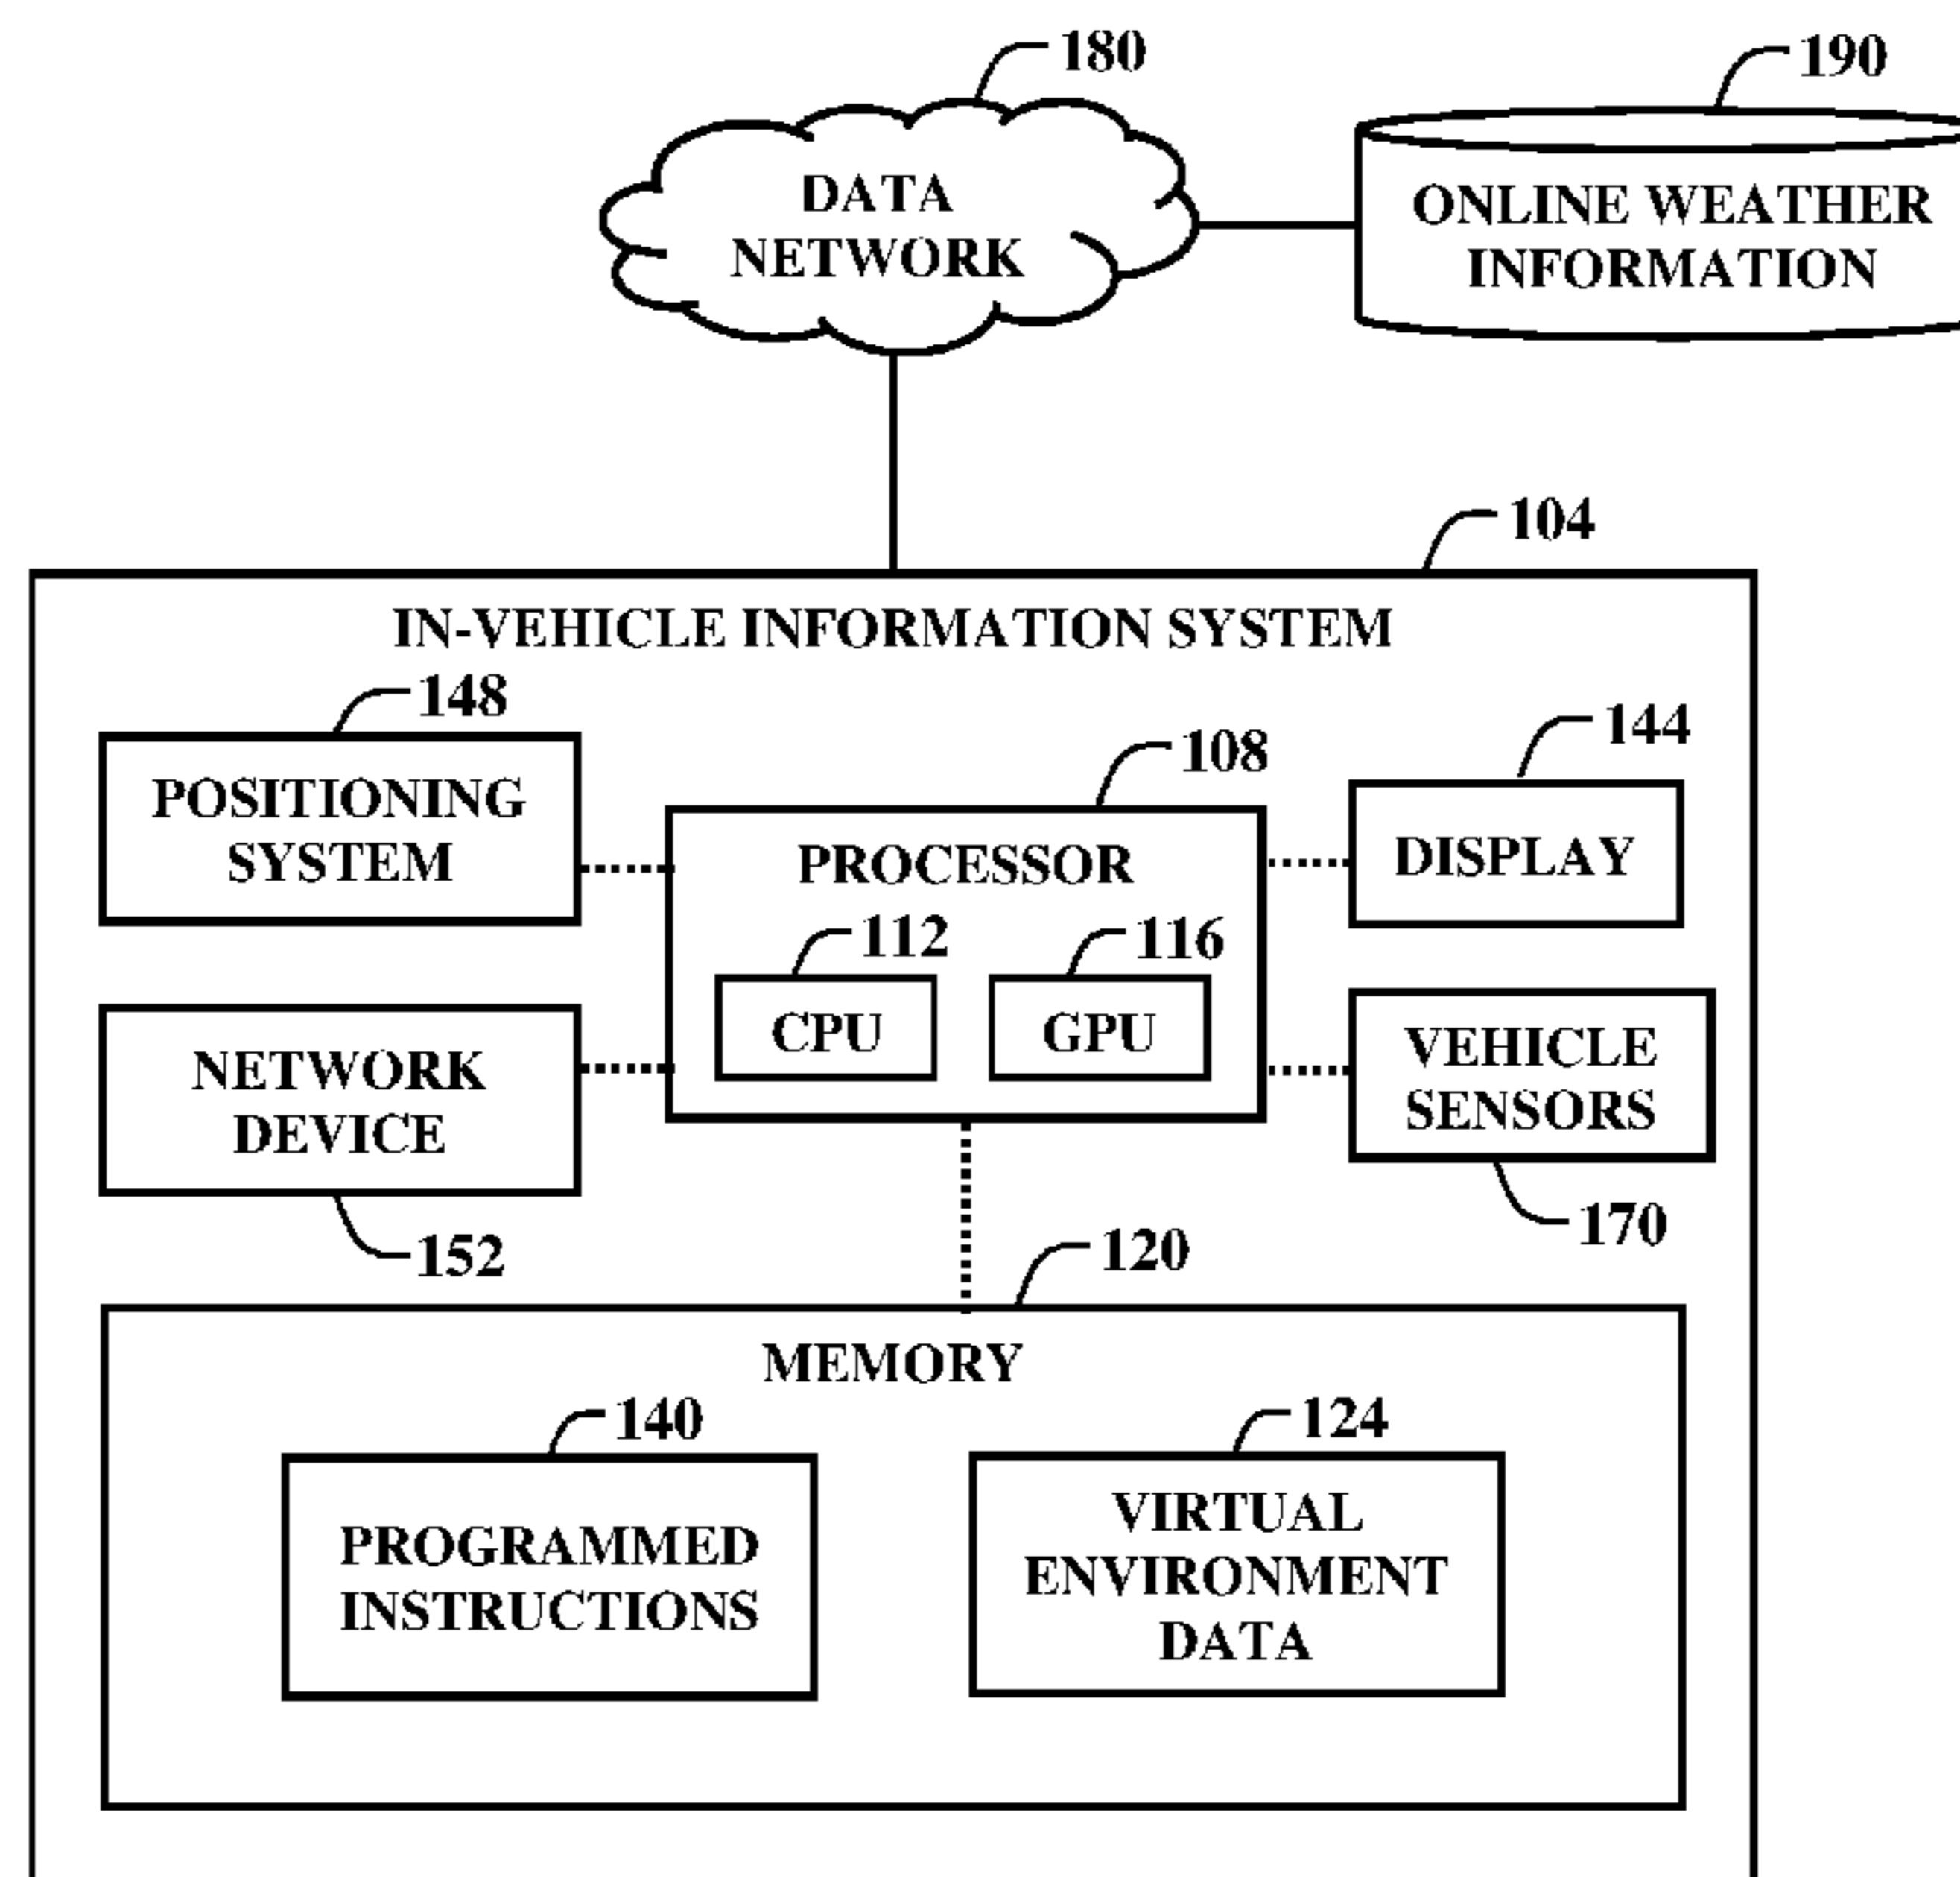 180
190
DATA
NETWORK
ONLINE WEATHER
INFORMATION
104
IN-VEHICLE INFORMATION SYSTEM
148
POSITIONING
SYSTEM
108
PROCESSOR
144
DISPLAY
112
CPU
116
GPU
NETWORK
DEVICE
152
VEHICLE
SENSORS
170
120
MEMORY
140
PROGRAMMED
INSTRUCTIONS
124
VIRTUAL
ENVIRONMENT
DATA